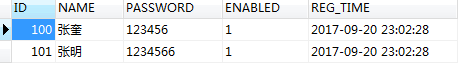 ID NAME PASSWORD ENABLED REG_TIME
100 张奎 123456 1 2017-09-20 23:02:28
101 张明 1234566 1 2017-09-20 23:02:28